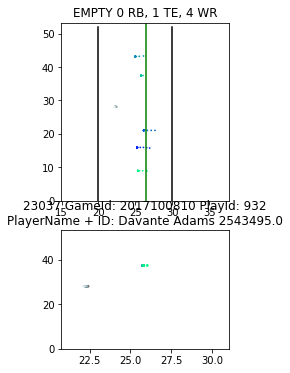 EMPTY 0 RB, 1 TE, 4 WR
50
40
30
20
10
0
15 20 25 30 35
23037 GameId: 2017100810 PlayId: 932
PlayerName + ID: Davante Adams 2543495.0
40
20
0
22.5 25.0 27.5 30.0